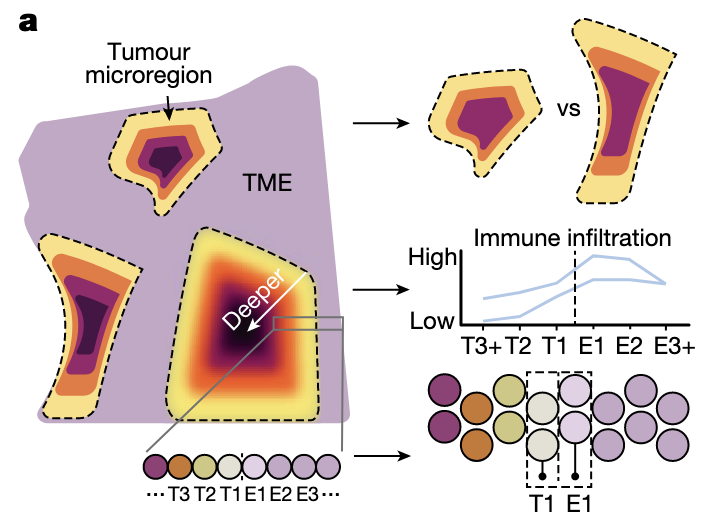 a
Tumour
microregion
TME
Deeper
··· T3 T2 T1 E1 E2 E3 ···
vs
Immune infiltration
High
Low
T3+ T2 T1 E1 E2 E3+
T1 E1